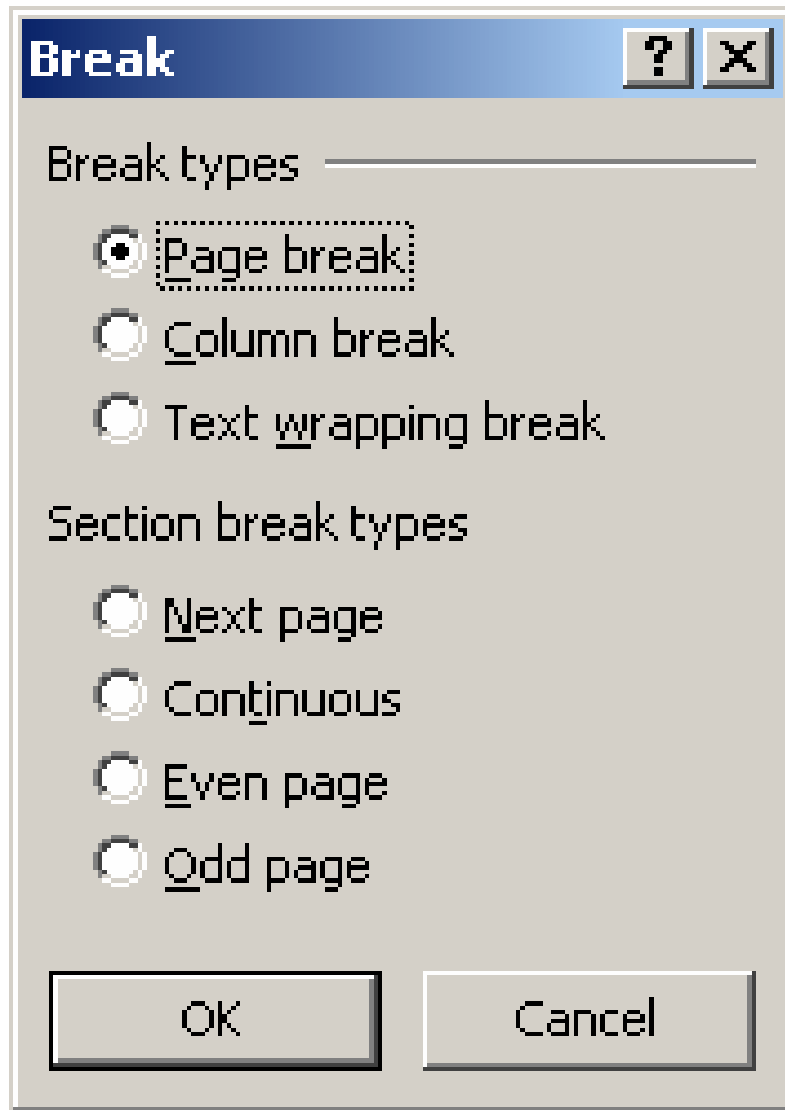 Break ?
Break types
Page break
Column break
Text wrapping break
Section break types
Next page
Continuous
Even page
Odd page
OK Cancel